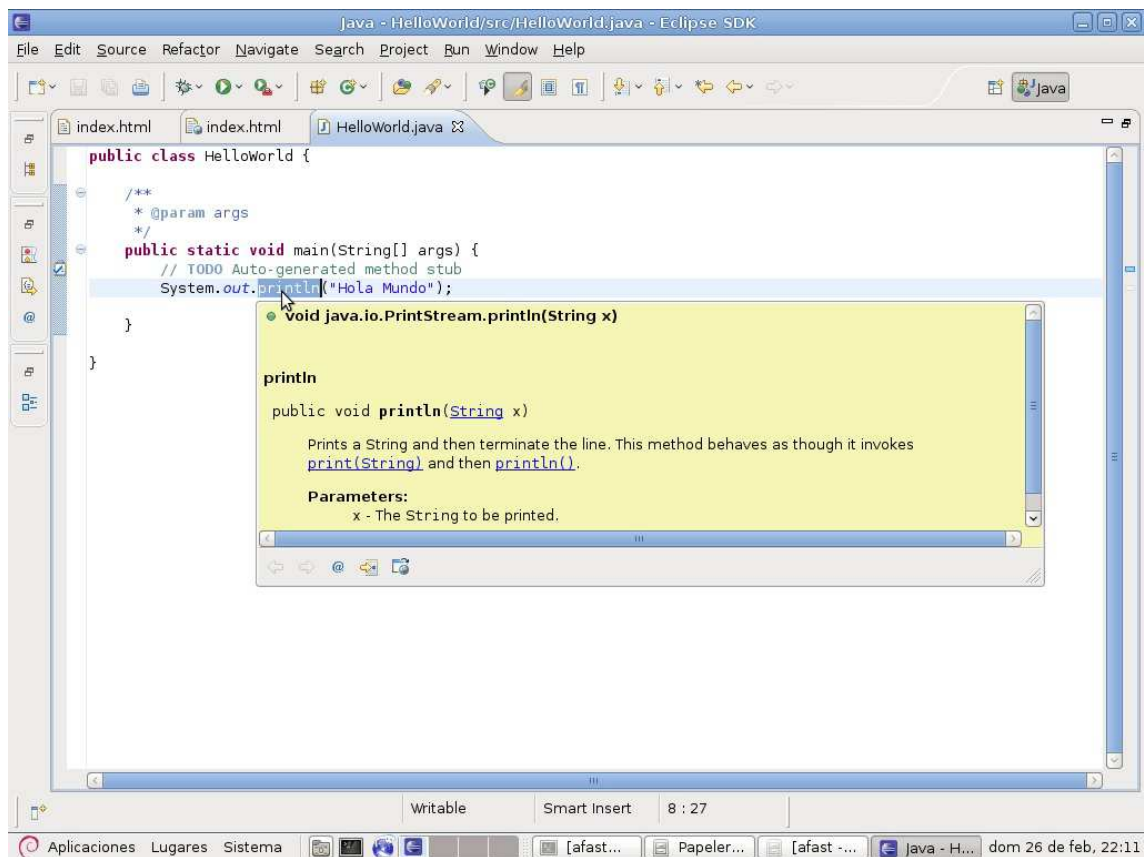 Java - HelloWorld/src/HelloWorld.java - Eclipse SDK
File Edit Source Refactor Navigate Search Project Run Window Help
Java
index.html index.html HelloWorld.java
public class HelloWorld {
/**
* @param args
*/
public static void main(String[] args) {
// TODO Auto-generated method stub
System.out.println("Hola Mundo");
}
}
void java.io.PrintStream.println(String x)
println
public void println(String x)
Prints a String and then terminate the line. This method behaves as though it invokes
print(String) and then println().
Parameters:
x - The String to be printed.
Writable Smart Insert 8 : 27
Aplicaciones Lugares Sistema [afast... Papeler... [afast -... Java - H... dom 26 de feb, 22:11